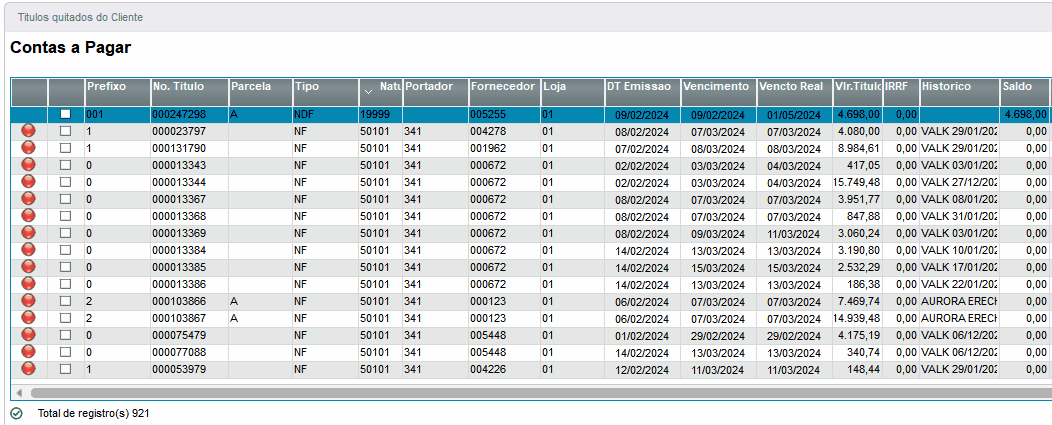 Titulos quitados do Cliente
Contas a Pagar
Prefixo No. Titulo Parcela Tipo Natu Portador Fornecedor Loja DT Emissao Vencimento Vencto Real Vlr.Titulo IRRF Historico Saldo
001 000247298 A NDF 19999 005255 01 09/02/2024 09/02/2024 01/05/2024 4.698,00 0,00 4.698,00
1 000023797 NF 50101 341 004278 01 08/02/2024 07/03/2024 07/03/2024 4.080,00 0,00 VALK 29/01/202 0,00
1 000131790 NF 50101 341 001962 01 07/02/2024 08/03/2024 08/03/2024 8.984,61 0,00 VALK 29/01/202 0,00
0 000013343 NF 50101 341 000672 01 02/02/2024 03/03/2024 04/03/2024 417,05 0,00 VALK 03/01/202 0,00
0 000013344 NF 50101 341 000672 01 02/02/2024 03/03/2024 04/03/2024 15.749,48 0,00 VALK 27/12/202 0,00
0 000013367 NF 50101 341 000672 01 08/02/2024 07/03/2024 07/03/2024 3.951,77 0,00 VALK 08/01/202 0,00
0 000013368 NF 50101 341 000672 01 08/02/2024 07/03/2024 07/03/2024 847,88 0,00 VALK 31/01/202 0,00
0 000013369 NF 50101 341 000672 01 08/02/2024 09/03/2024 11/03/2024 3.060,24 0,00 VALK 03/01/202 0,00
0 000013384 NF 50101 341 000672 01 14/02/2024 13/03/2024 13/03/2024 3.190,80 0,00 VALK 10/01/202 0,00
0 000013385 NF 50101 341 000672 01 14/02/2024 15/03/2024 15/03/2024 2.532,29 0,00 VALK 17/01/202 0,00
0 000013386 NF 50101 341 000672 01 14/02/2024 13/03/2024 13/03/2024 186,38 0,00 VALK 22/01/202 0,00
2 000103866 A NF 50101 341 000123 01 06/02/2024 07/03/2024 07/03/2024 7.469,74 0,00 AURORA ERECH 0,00
2 000103867 A NF 50101 341 000123 01 06/02/2024 07/03/2024 07/03/2024 14.939,48 0,00 AURORA ERECH 0,00
0 000075479 NF 50101 341 005448 01 01/02/2024 29/02/2024 29/02/2024 4.175,19 0,00 VALK 06/12/202 0,00
0 000077088 NF 50101 341 005448 01 14/02/2024 13/03/2024 13/03/2024 340,74 0,00 VALK 06/12/202 0,00
1 000053979 NF 50101 341 004226 01 12/02/2024 11/03/2024 11/03/2024 148,44 0,00 VALK 29/01/202 0,00
Total de registro(s) 921